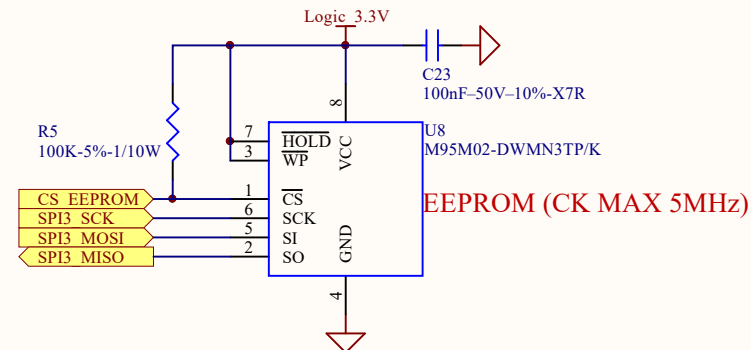 Logic 3.3V
C23
100nF–50V–10%-X7R
R5
100K-5%-1/10W
8
U8
M95M02-DWMN3TP/K
7
HOLD
3
WP
VCC
CS_EEPROM
1
CS
EEPROM (CK MAX 5MHz)
SPI3_SCK
6
SCK
SPI3_MOSI
5
SI
SPI3_MISO
2
SO
GND
4